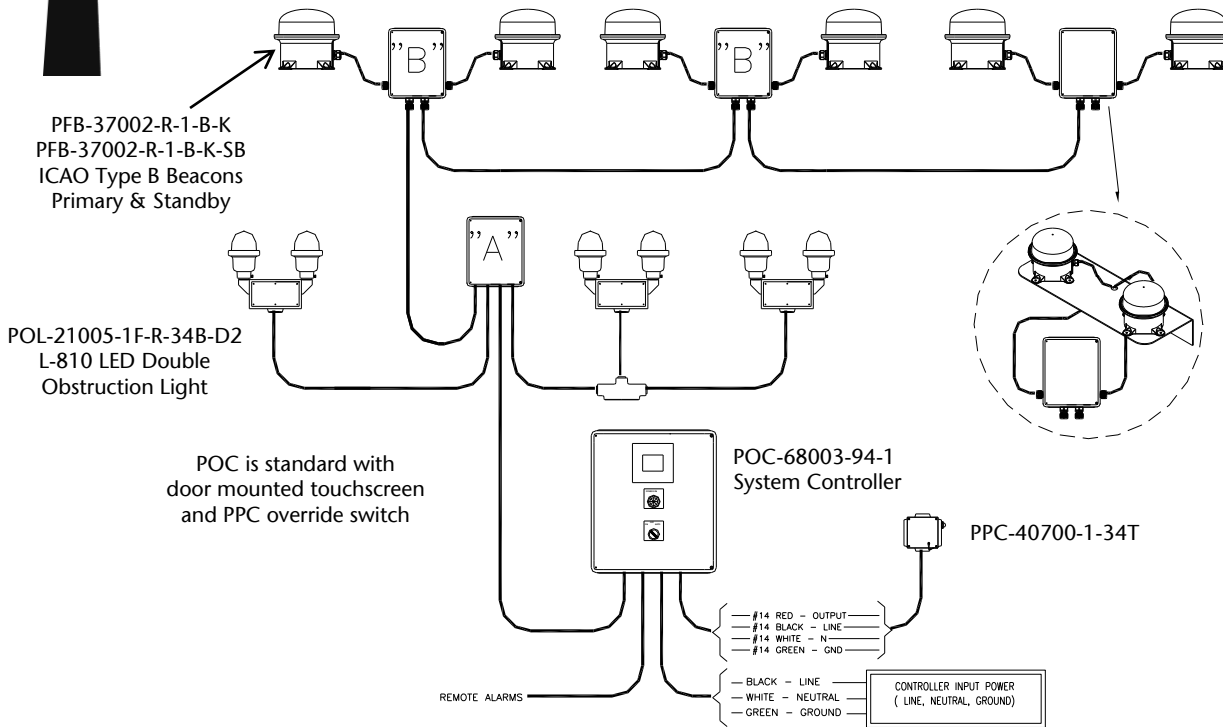 "B"
"B"
PFB-37002-R-1-B-K
PFB-37002-R-1-B-K-SB
ICAO Type B Beacons
Primary & Standby
"A"
POL-21005-1F-R-34B-D2
L-810 LED Double
Obstruction Light
POC is standard with
door mounted touchscreen
and PPC override switch
POC-68003-94-1
System Controller
PPC-40700-1-34T
#14 RED - OUTPUT
#14 BLACK - LINE
#14 WHITE - N
#14 GREEN - GND
REMOTE ALARMS
BLACK - LINE
WHITE - NEUTRAL
GREEN - GROUND
CONTROLLER INPUT POWER
( LINE, NEUTRAL, GROUND)